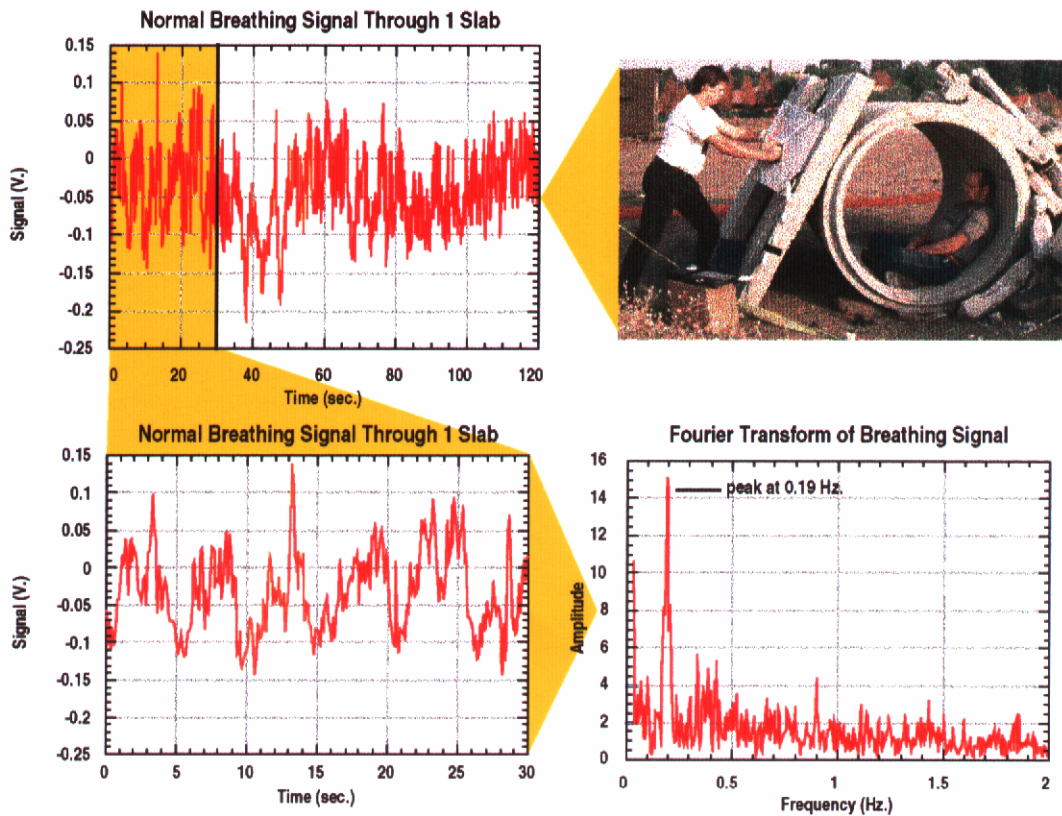 Normal Breathing Signal Through 1 Slab
0.15
0.1
0.05
0
-0.05
-0.1
-0.15
-0.2
-0.25
Signal (V.)
0 20 40 60 80 100 120
Time (sec.)
Normal Breathing Signal Through 1 Slab
0.15
0.1
0.05
0
-0.05
-0.1
-0.15
-0.2
-0.25
Signal (V.)
0 5 10 15 20 25 30
Time (sec.)
Fourier Transform of Breathing Signal
16
14
12
10
8
6
4
2
0
Amplitude
peak at 0.19 Hz.
0 0.5 1 1.5 2
Frequency (Hz.)